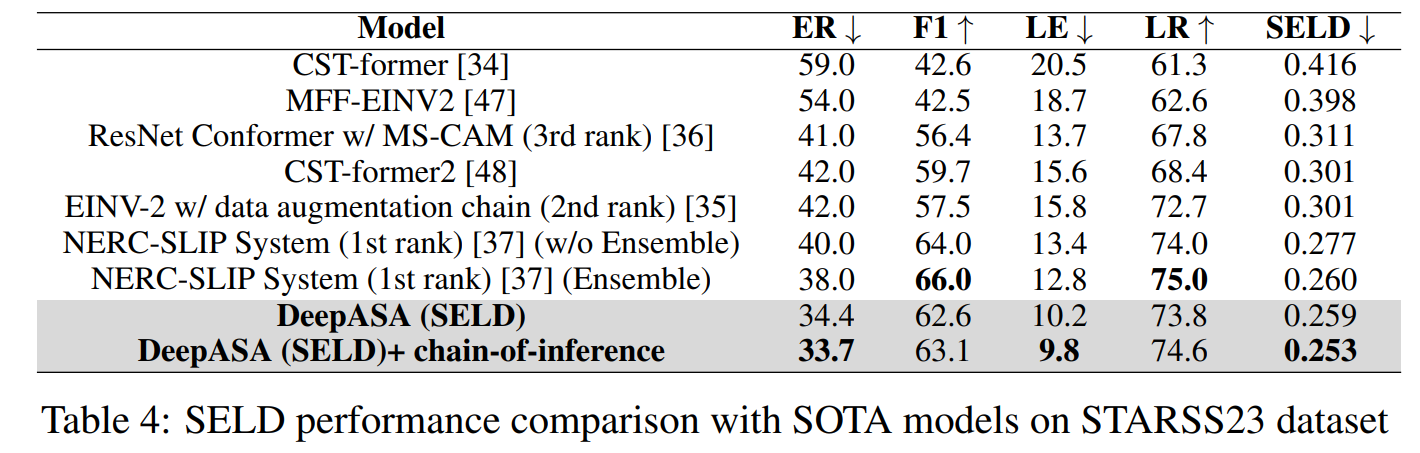 Model ER ↓ F1 ↑ LE ↓ LR ↑ SELD ↓
CST-former [34] 59.0 42.6 20.5 61.3 0.416
MFF-EINV2 [47] 54.0 42.5 18.7 62.6 0.398
ResNet Conformer w/ MS-CAM (3rd rank) [36] 41.0 56.4 13.7 67.8 0.311
CST-former2 [48] 42.0 59.7 15.6 68.4 0.301
EINV-2 w/ data augmentation chain (2nd rank) [35] 42.0 57.5 15.8 72.7 0.301
NERC-SLIP System (1st rank) [37] (w/o Ensemble) 40.0 64.0 13.4 74.0 0.277
NERC-SLIP System (1st rank) [37] (Ensemble) 38.0 66.0 12.8 75.0 0.260
DeepASA (SELD) 34.4 62.6 10.2 73.8 0.259
DeepASA (SELD)+ chain-of-inference 33.7 63.1 9.8 74.6 0.253
Table 4: SELD performance comparison with SOTA models on STARSS23 dataset